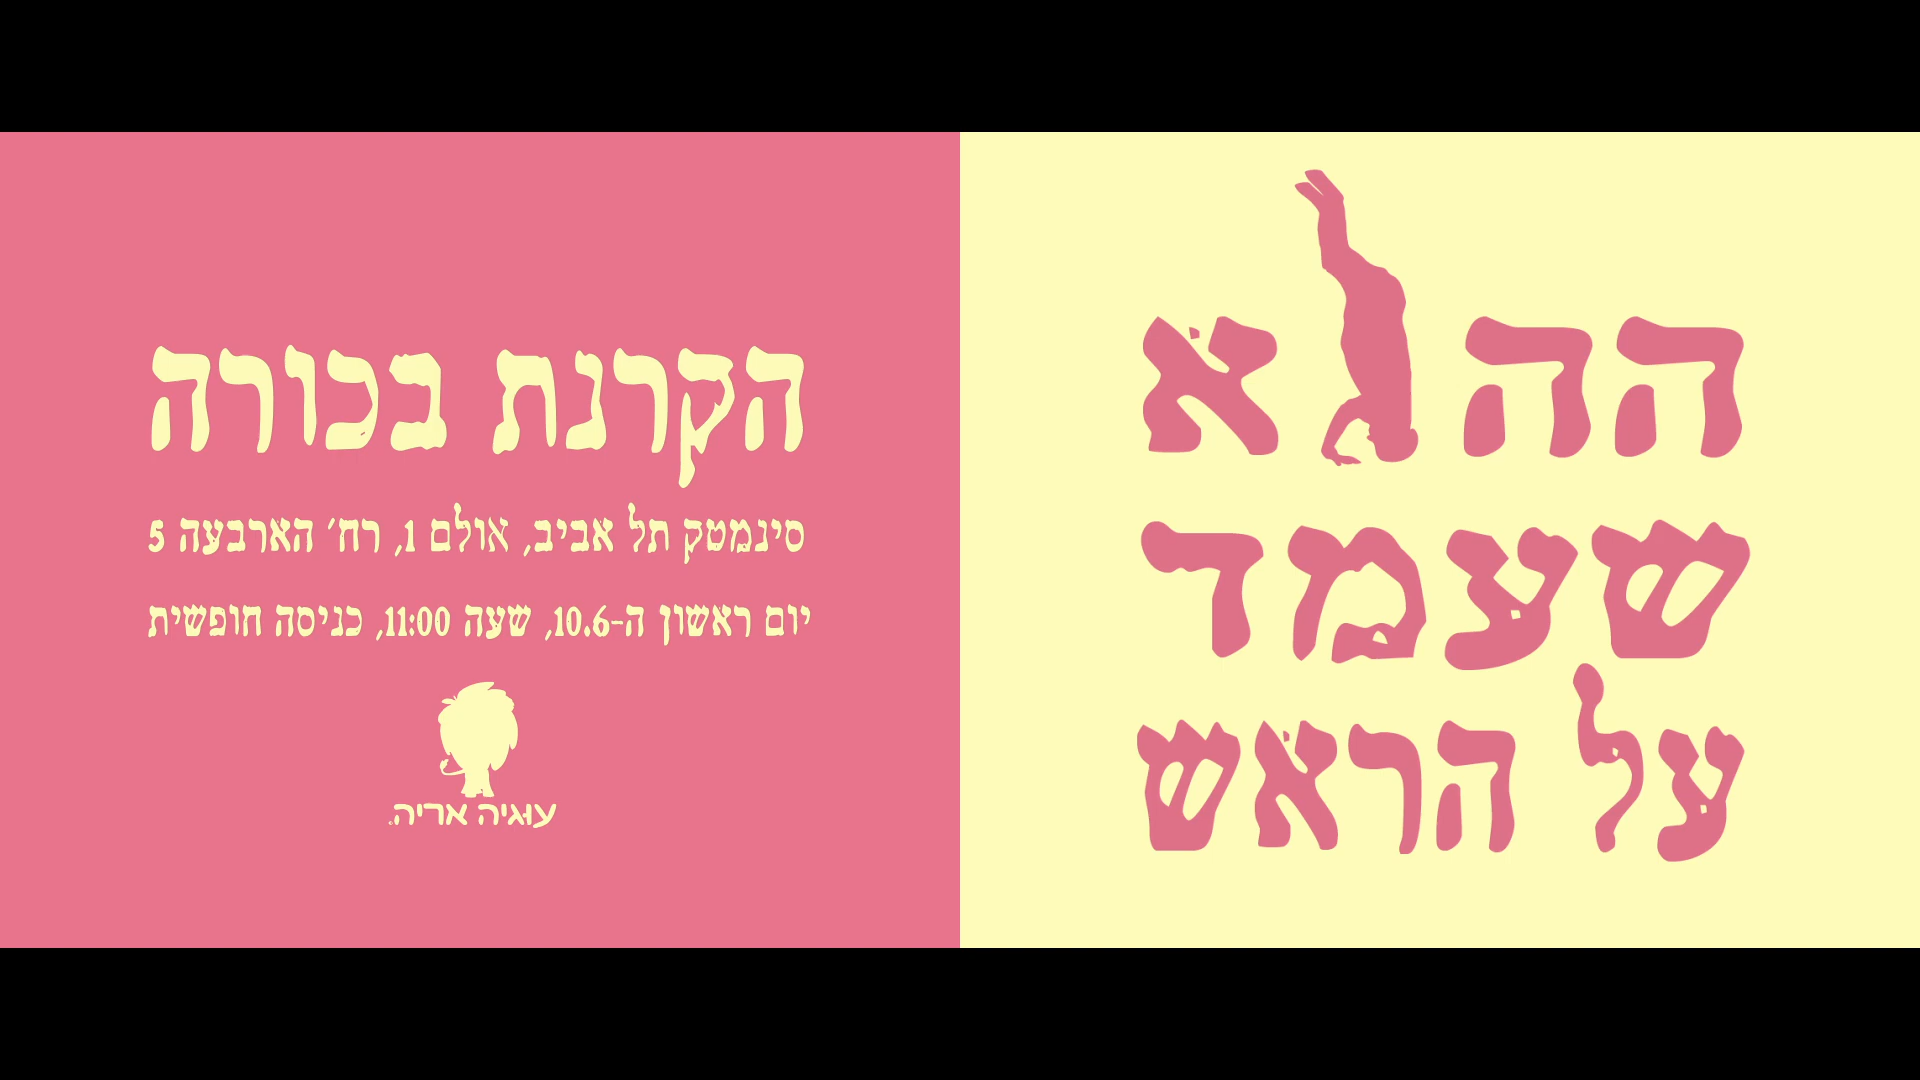 ההוא
שעמד
על הראש
הקרנת בכורה
סינמטק תל אביב, אולם 1, רח׳ הארבעה 5
יום ראשון ה-10.6, שעה 11:00, כניסה חופשית
עוגיה אריה